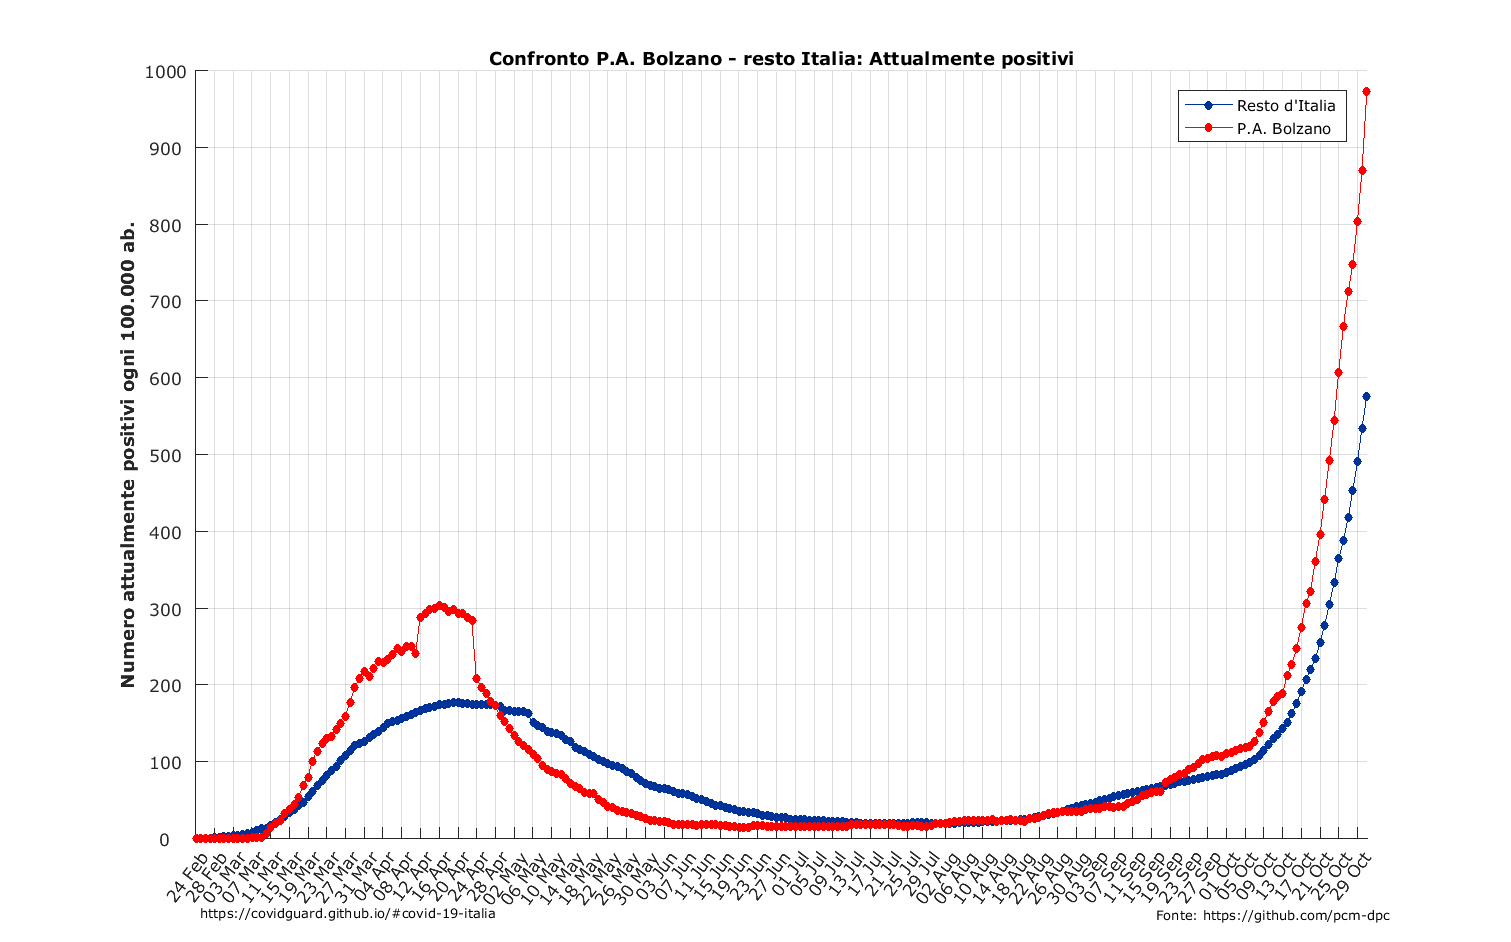 Confronto P.A. Bolzano - resto Italia: Attualmente positivi
Numero attualmente positivi ogni 100.000 ab.
1000
900
800
700
600
500
400
300
200
100
0
Resto d'Italia
P.A. Bolzano
24 Feb
28 Feb
03 Mar
07 Mar
11 Mar
15 Mar
19 Mar
23 Mar
27 Mar
31 Mar
04 Apr
08 Apr
12 Apr
16 Apr
20 Apr
24 Apr
28 Apr
02 May
06 May
10 May
14 May
18 May
22 May
26 May
30 May
03 Jun
07 Jun
11 Jun
15 Jun
19 Jun
23 Jun
27 Jun
01 Jul
05 Jul
09 Jul
13 Jul
17 Jul
21 Jul
25 Jul
29 Jul
02 Aug
06 Aug
10 Aug
14 Aug
18 Aug
22 Aug
26 Aug
30 Aug
03 Sep
07 Sep
11 Sep
15 Sep
19 Sep
23 Sep
27 Sep
01 Oct
05 Oct
09 Oct
13 Oct
17 Oct
21 Oct
25 Oct
29 Oct
https://covidguard.github.io/#covid-19-italia
Fonte: https://github.com/pcm-dpc